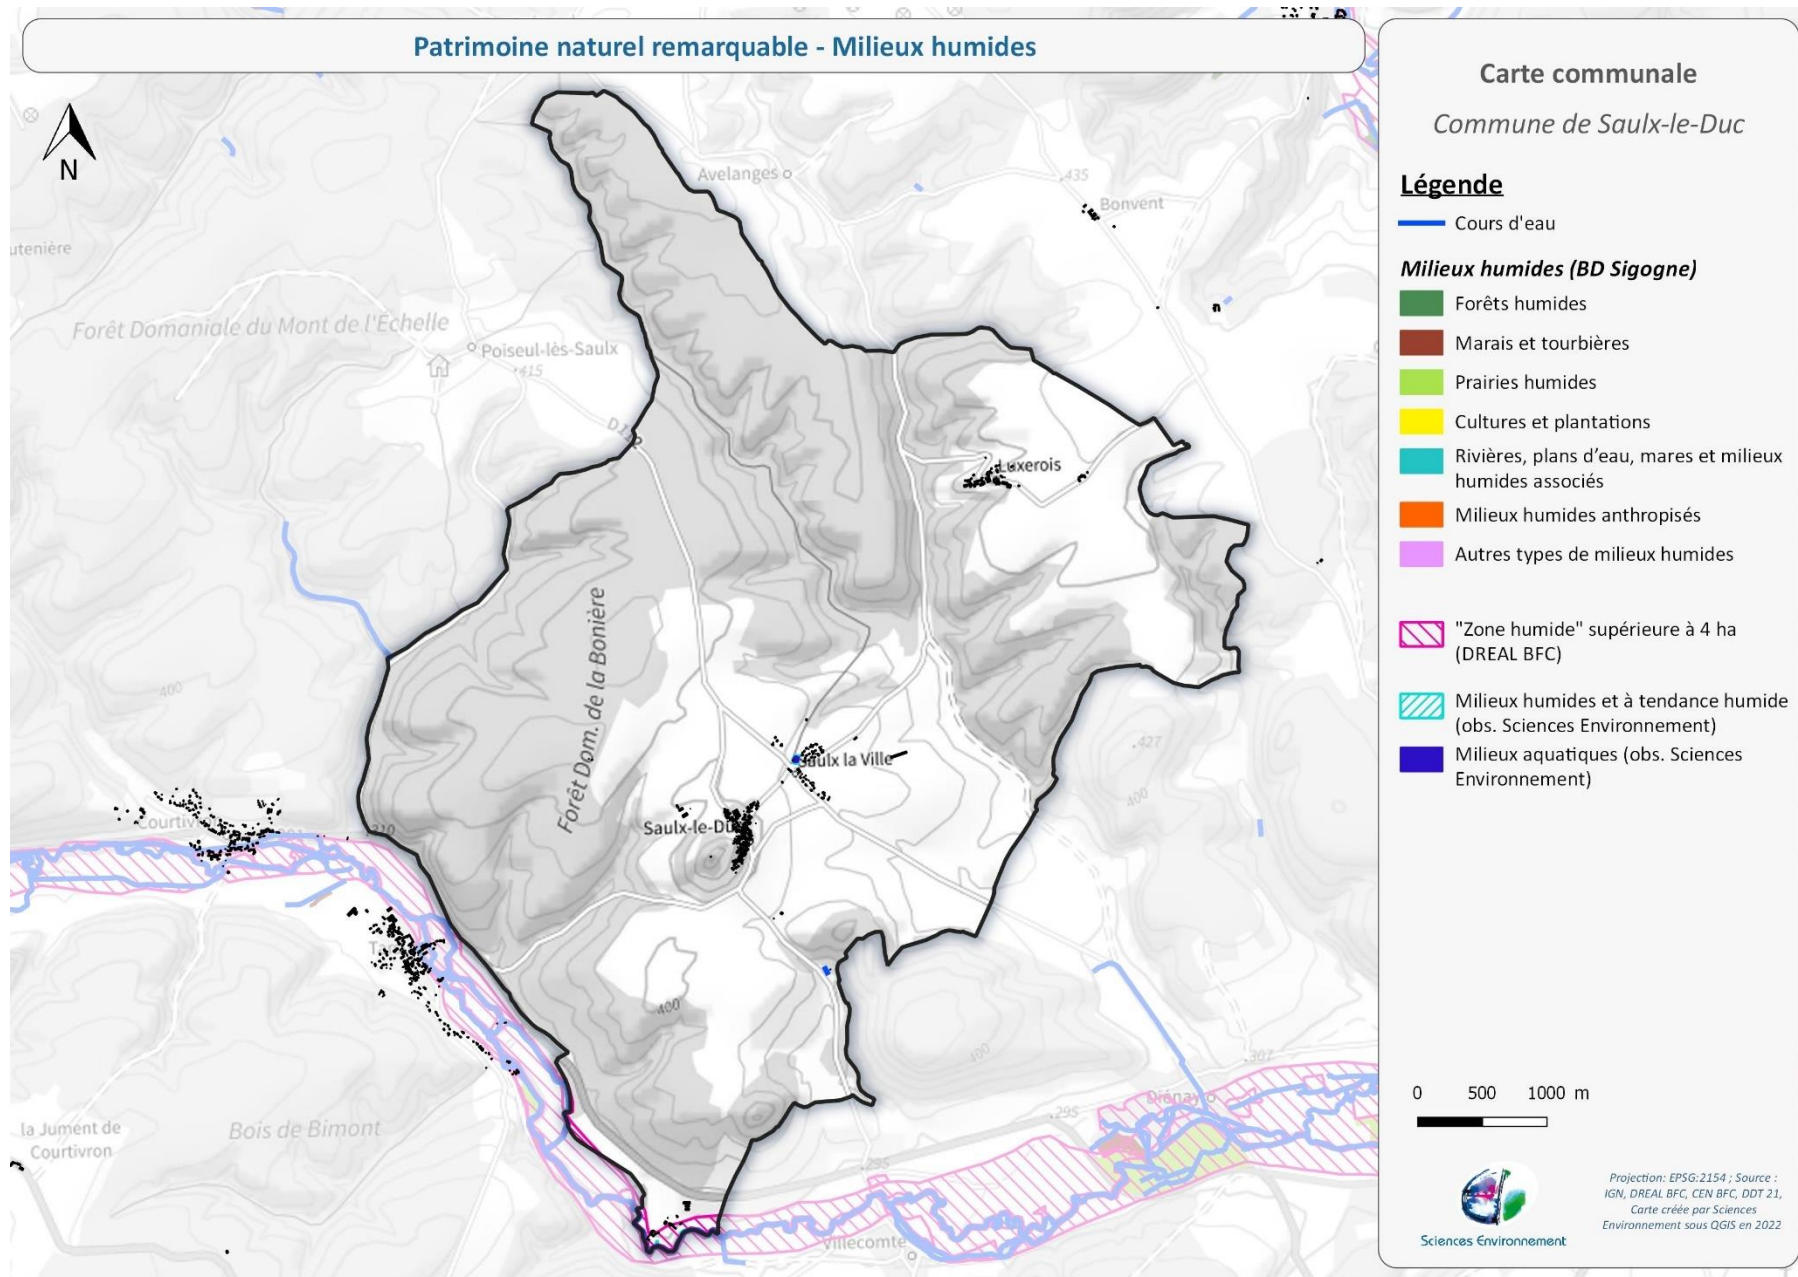 Patrimoine naturel remarquable - Milieux humides
N
Avelanges
.435
Bonvent
utenière
Forêt Domaniale du Mont de l'Echelle
Poiseul-lès-Saulx
.415
D112
Luxerois
400
Forêt Dom. de la Bonière
Saulx la Ville
.427
400
Saulx-le-Duc
Courtiv
310
400
400
.307
Diénay
la Jument de
Courtivron
Bois de Bimont
.295
.295
Villecomte
Carte communale
Commune de Saulx-le-Duc
Légende
Cours d'eau
Milieux humides (BD Sigogne)
Forêts humides
Marais et tourbières
Prairies humides
Cultures et plantations
Rivières, plans d’eau, mares et milieux
humides associés
Milieux humides anthropisés
Autres types de milieux humides
"Zone humide" supérieure à 4 ha
(DREAL BFC)
Milieux humides et à tendance humide
(obs. Sciences Environnement)
Milieux aquatiques (obs. Sciences
Environnement)
0 500 1000 m
Sciences Environnement
Projection: EPSG:2154 ; Source :
IGN, DREAL BFC, CEN BFC, DDT 21,
Carte créée par Sciences
Environnement sous QGIS en 2022